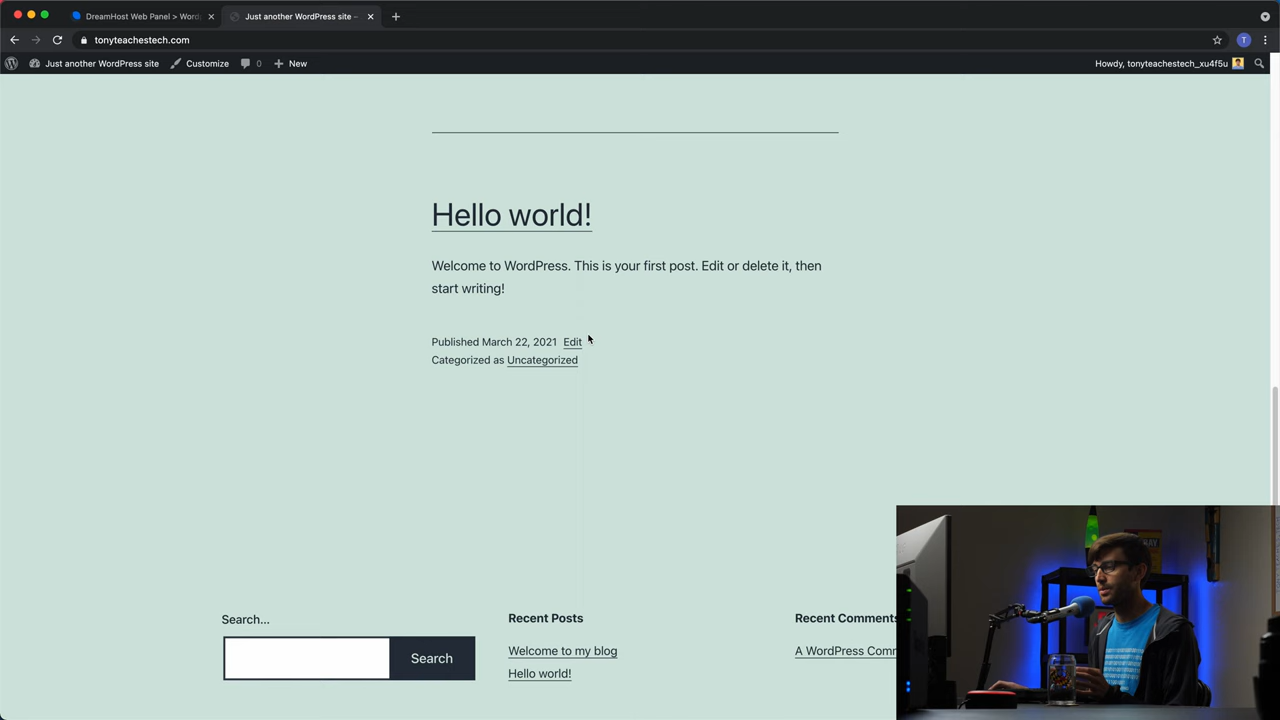 DreamHost Web Panel > Word
Just another WordPress site –
tonyteachestech.com
T
Just another WordPress site
Customize
0
New
Howdy, tonyteachestech_xu4f5u
Hello world!
Welcome to WordPress. This is your first post. Edit or delete it, then
start writing!
Published March 22, 2021 Edit
Categorized as Uncategorized
Search...
Search
Recent Posts
Welcome to my blog
Hello world!
Recent Comments
A WordPress Comm